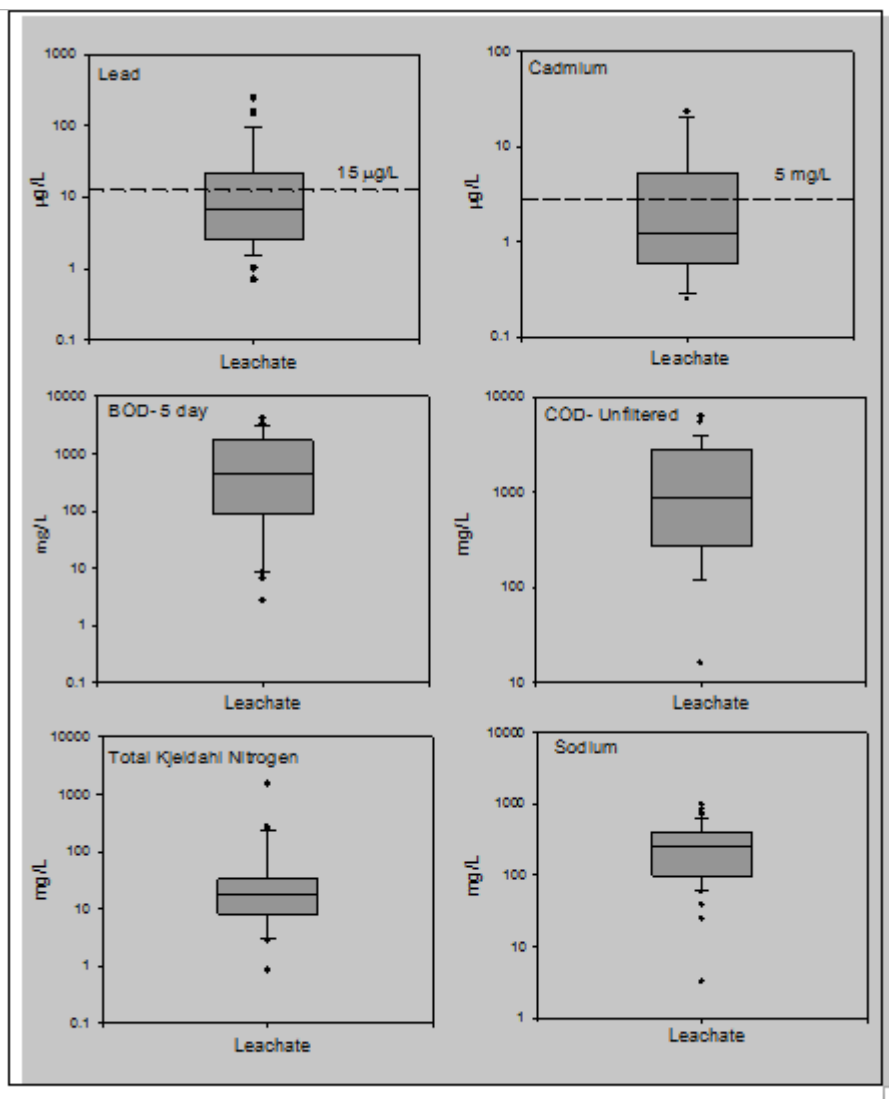 Lead
1000
100
10
1
0.1
µg/L
15 µg/L
Leachate
Cadmium
100
10
1
0.1
µg/L
5 mg/L
Leachate
BOD- 5 day
10000
1000
100
10
1
0.1
mg/L
Leachate
COD- Unfiltered
10000
1000
100
10
mg/L
Leachate
Total Kjeldahl Nitrogen
10000
1000
100
10
1
0.1
mg/L
Leachate
Sodium
10000
1000
100
10
1
mg/L
Leachate